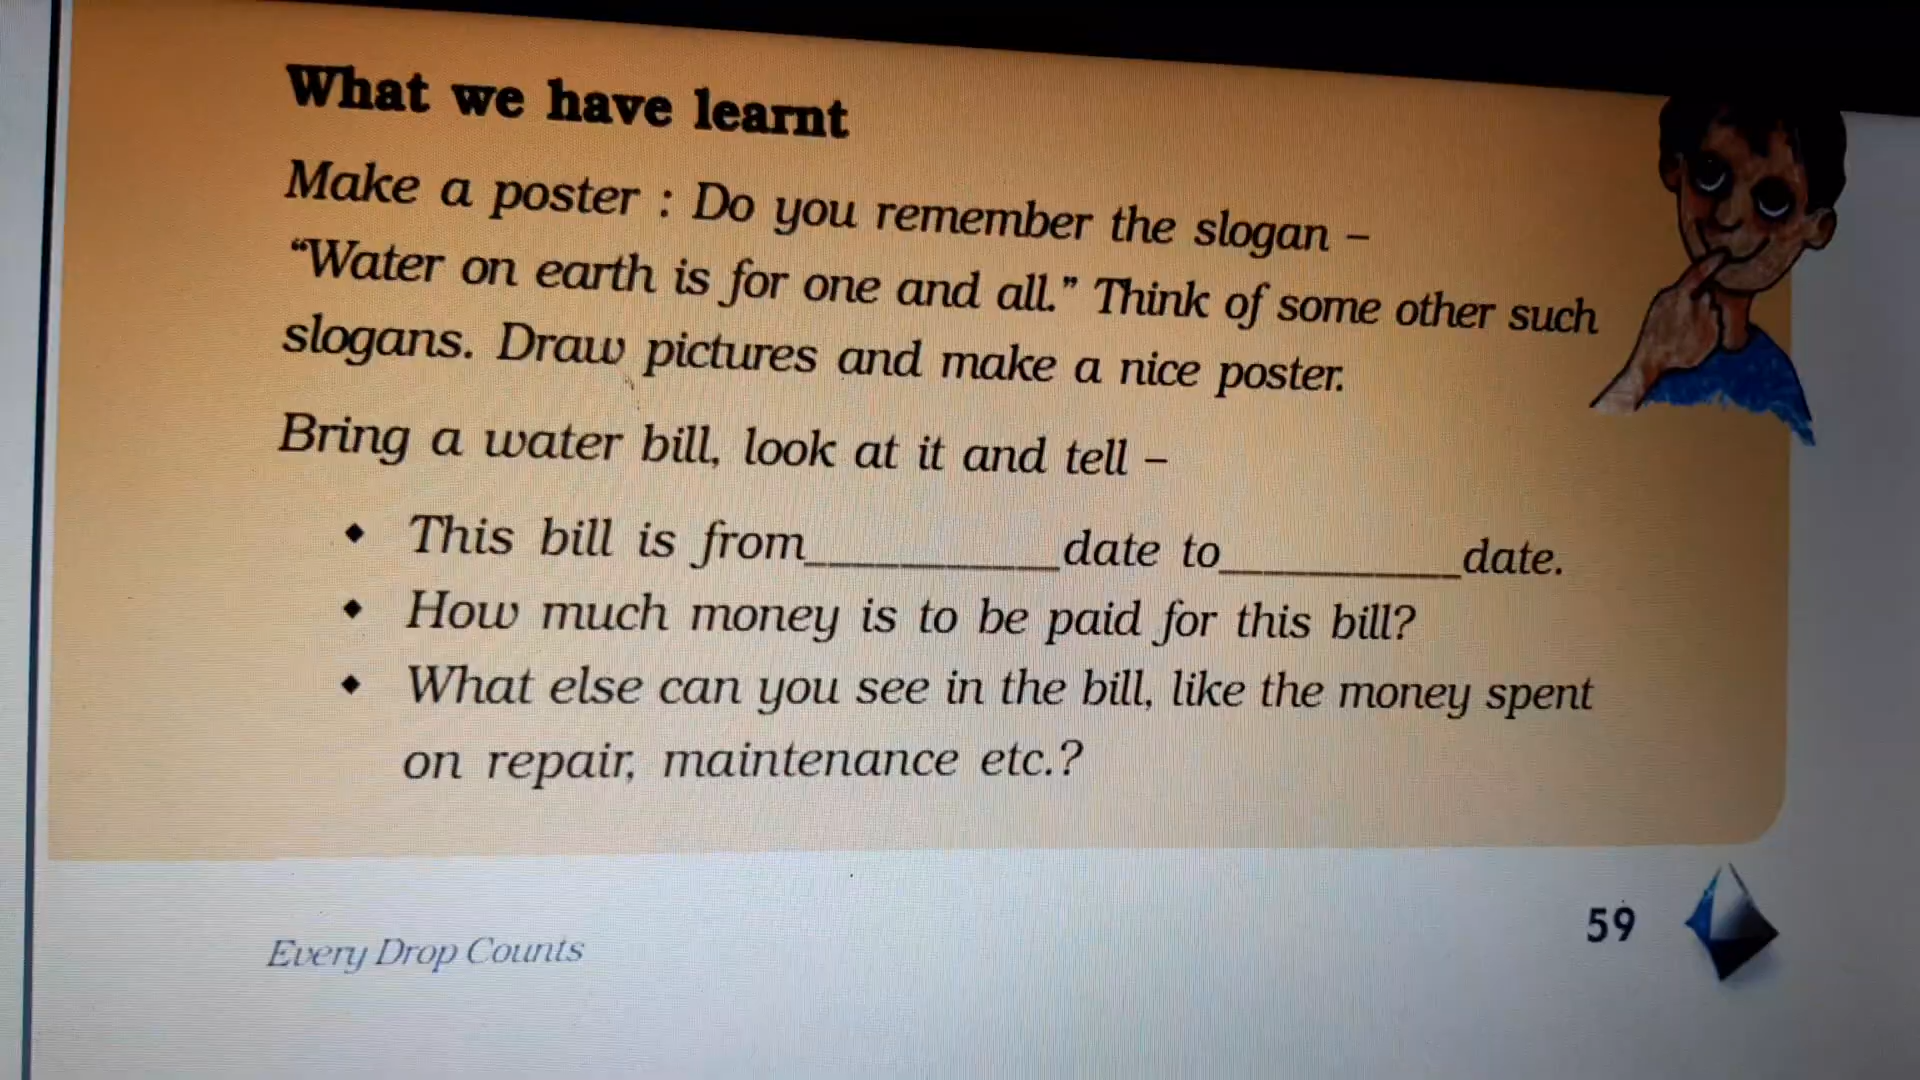 What we have learnt
Make a poster : Do you remember the slogan –
“Water on earth is for one and all.” Think of some other such
slogans. Draw pictures and make a nice poster.
Bring a water bill, look at it and tell –
◆ This bill is from__________date to__________date.
◆ How much money is to be paid for this bill?
◆ What else can you see in the bill, like the money spent
on repair, maintenance etc.?
Every Drop Counts
59